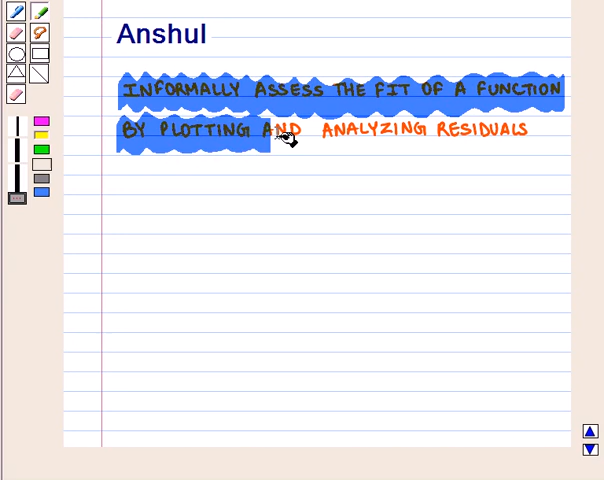 Anshul
INFORMALLY ASSESS THE FIT OF A FUNCTION
BY PLOTTING AND ANALYZING RESIDUALS